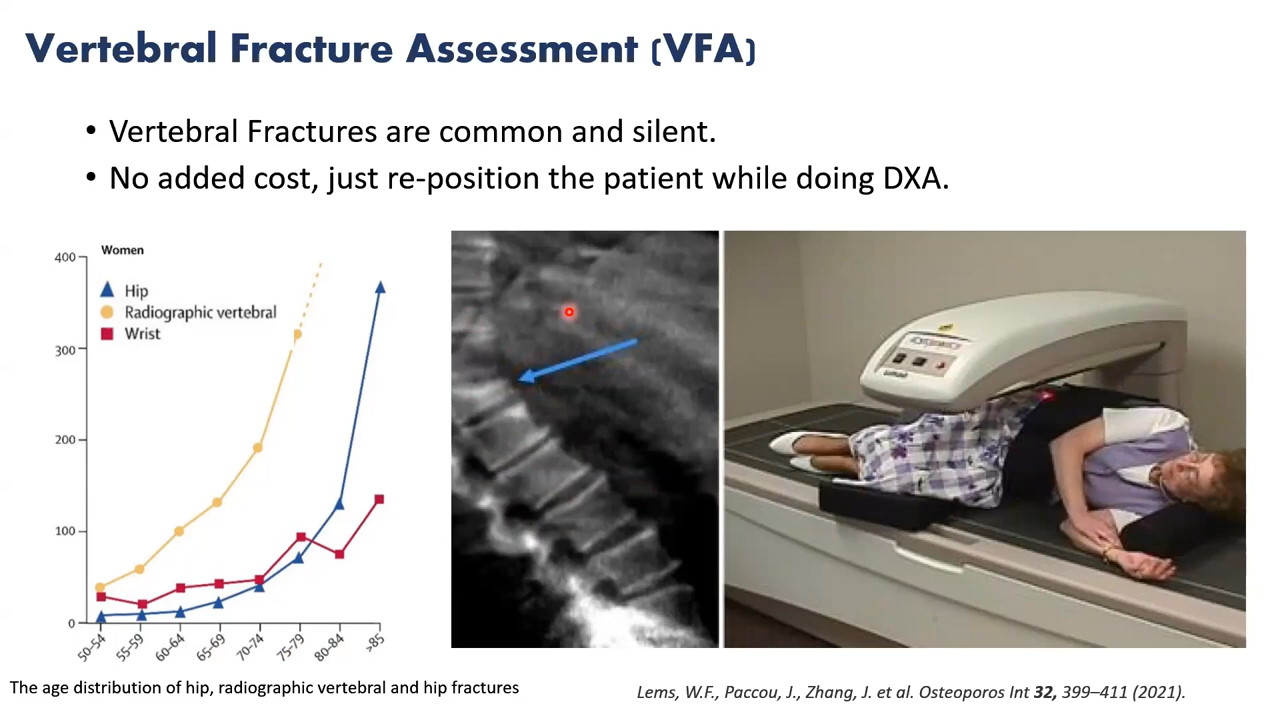 Vertebral Fracture Assessment (VFA)
• Vertebral Fractures are common and silent.
• No added cost, just re-position the patient while doing DXA.
Women
Hip
Radiographic vertebral
Wrist
400
300
200
100
0
50-54
55-59
60-64
65-69
70-74
75-79
80-84
>85
LUNAR
The age distribution of hip, radiographic vertebral and hip fractures
Lems, W.F., Paccou, J., Zhang, J. et al. Osteoporos Int 32, 399–411 (2021).